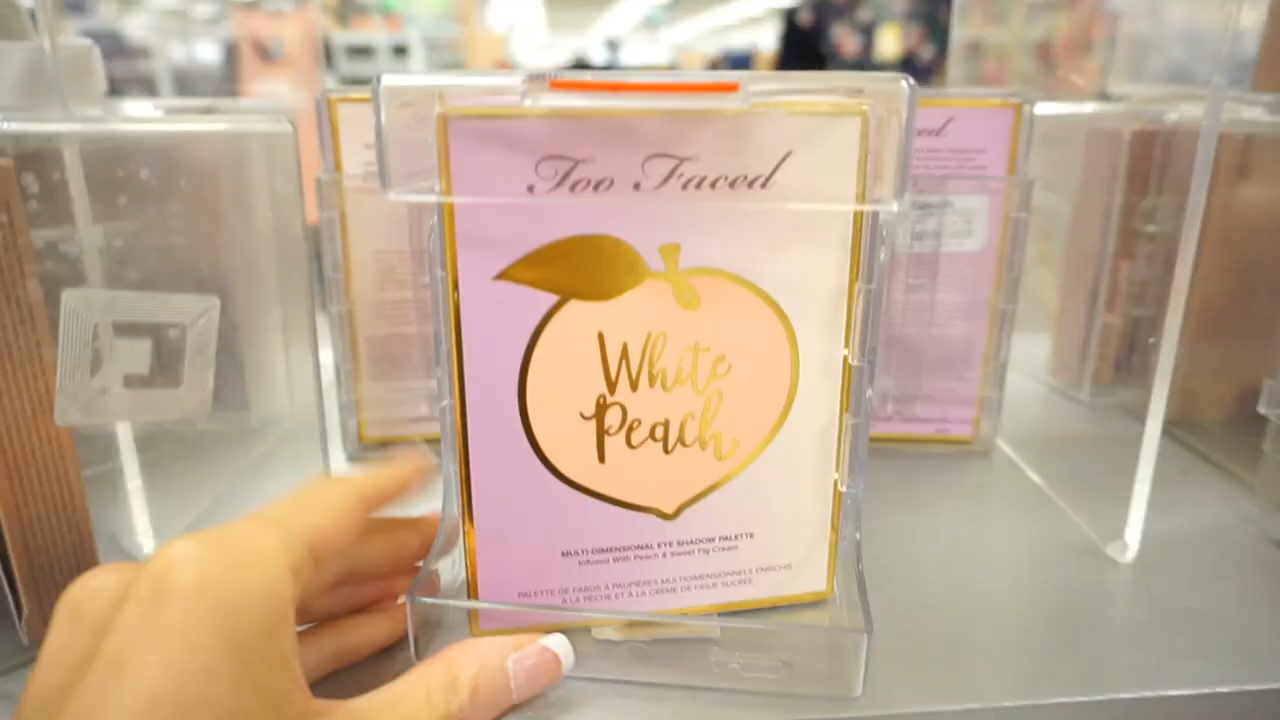 Too Faced
White
Peach
MULTI-DIMENSIONAL EYE SHADOW PALETTE
Infused With Peach & Sweet Fig Cream
PALETTE DE FARDS À PAUPIÈRES MULTIDIMENSIONNELS ENRICHIS
À LA PÊCHE ET À LA CRÈME DE FIGUE SUCRÉE